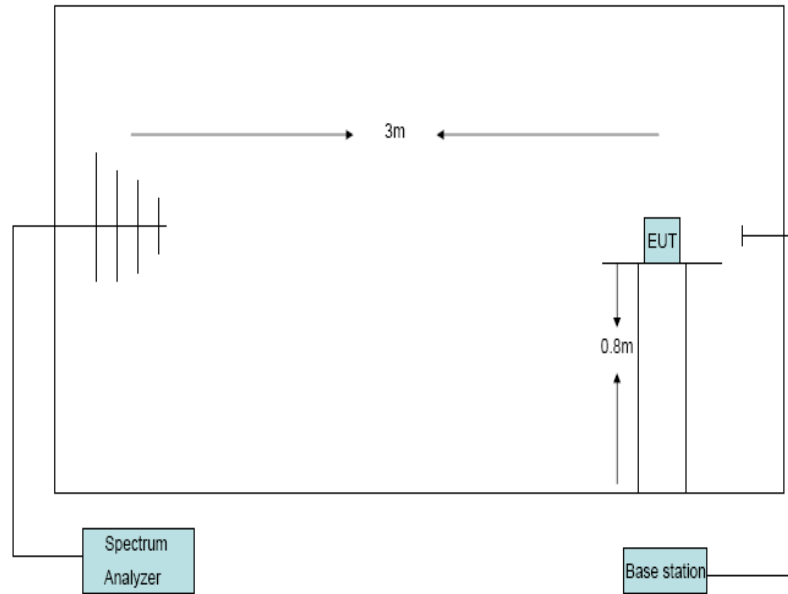 3m
EUT
0.8m
Spectrum
Analyzer
Base station